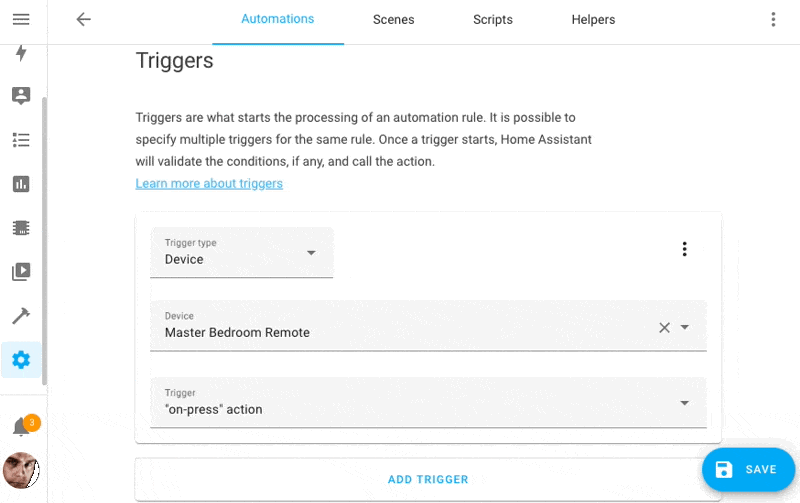 Automations
Scenes
Scripts
Helpers
Triggers
Triggers are what starts the processing of an automation rule. It is possible to
specify multiple triggers for the same rule. Once a trigger starts, Home Assistant
will validate the conditions, if any, and call the action.
Learn more about triggers
Trigger type
Device
Device
Master Bedroom Remote
Trigger
"on-press" action
3
ADD TRIGGER
SAVE